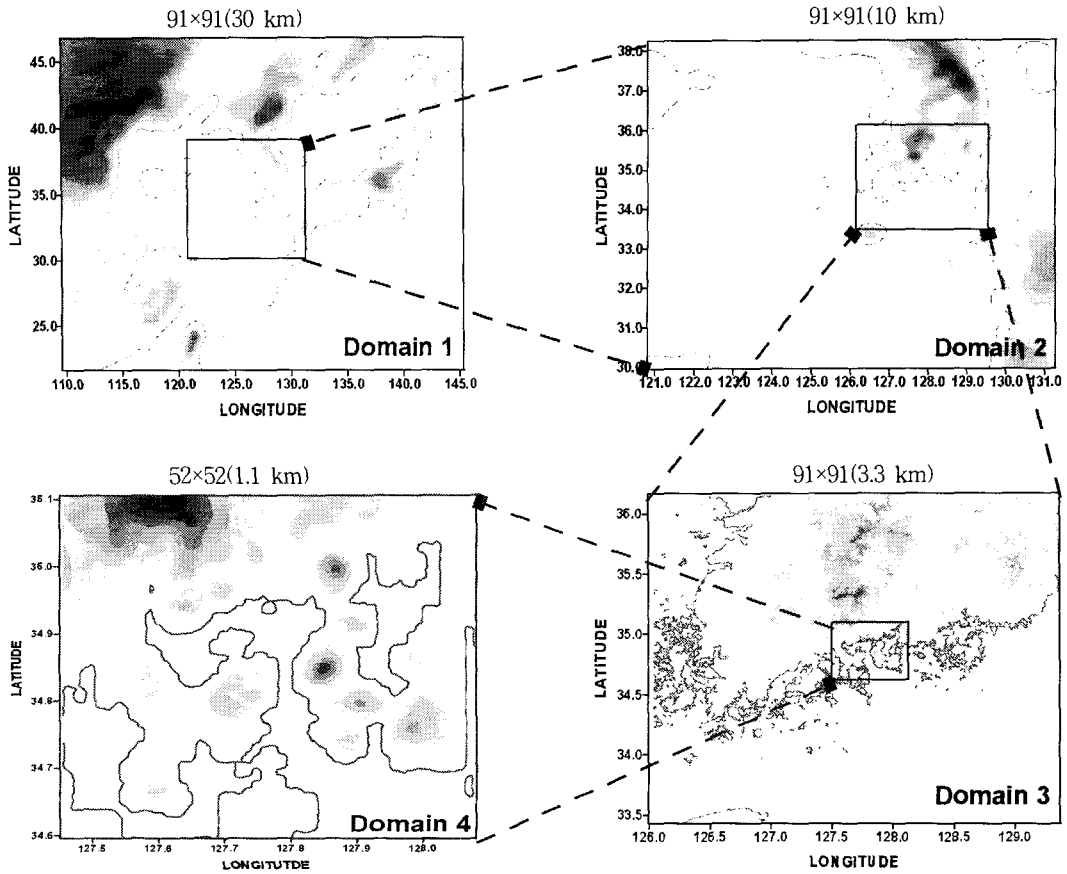 91×91(30 km)
45.0
40.0
35.0
30.0
25.0
LATITUDE
Domain 1
110.0 115.0 120.0 125.0 130.0 135.0 140.0 145.0
LONGITUDE
91×91(10 km)
38.0
37.0
36.0
35.0
34.0
33.0
32.0
31.0
30.0
LATITUDE
Domain 2
121.0 122.0 123.0 124.0 125.0 126.0 127.0 128.0 129.0 130.0 131.0
LONGITUDE
52×52(1.1 km)
35.1
36.0
34.9
34.8
34.7
34.6
LATITUDE
Domain 4
127.5 127.6 127.7 127.8 127.9 128.0
LONGITUTDE
91×91(3.3 km)
36.0
35.5
35.0
34.5
34.0
33.5
LATITUDE
Domain 3
126.0 126.5 127.0 127.5 128.0 128.5 129.0
LONGITUDE